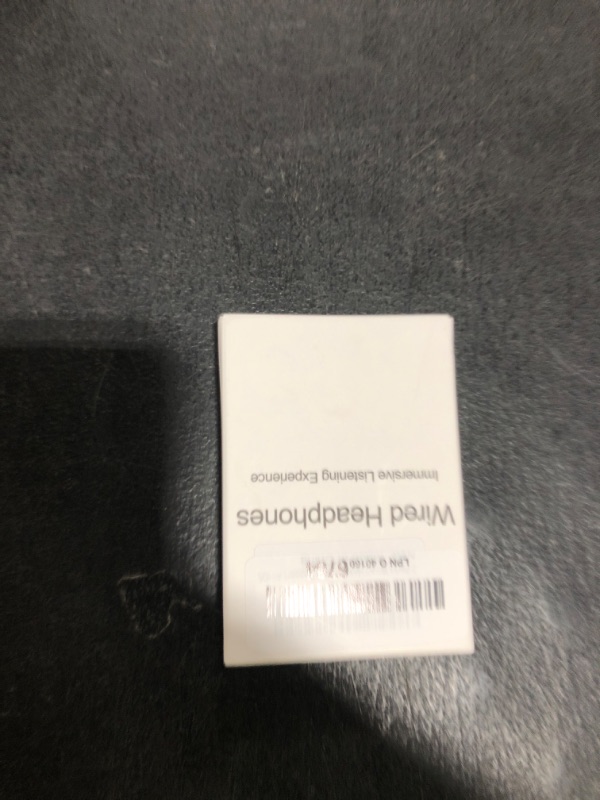 Wired Headphones
Immersive Listening Experience